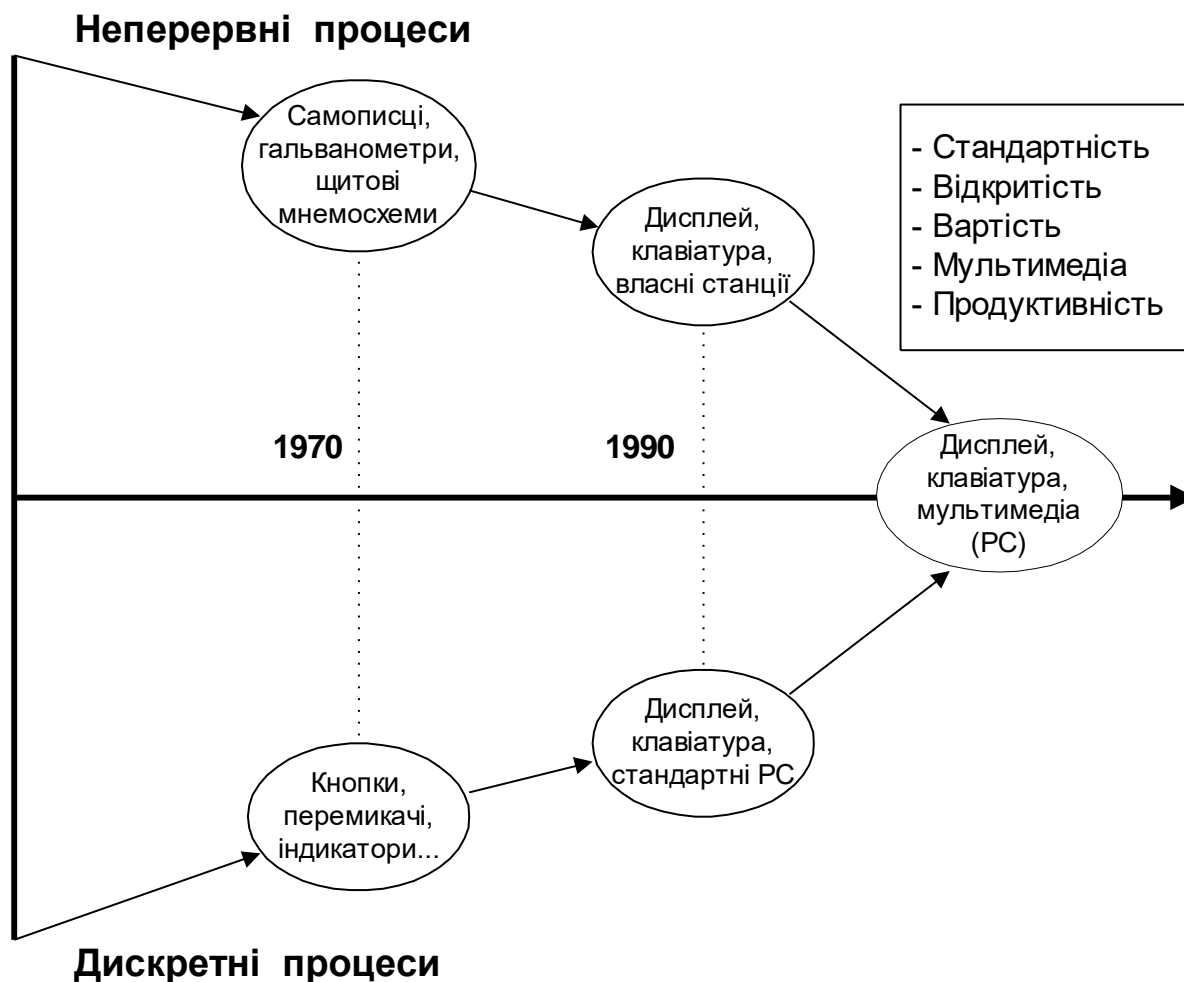 Неперервні процеси
Самописці,
гальванометри,
щитові
мнемосхеми
Дисплей,
клавіатура,
власні станції
- Стандартність
- Відкритість
- Вартість
- Мультимедіа
- Продуктивність
1970
1990
Дисплей,
клавіатура,
мультимедіа
(PC)
Дисплей,
клавіатура,
стандартні PC
Кнопки,
перемикачі,
індикатори...
Дискретні процеси